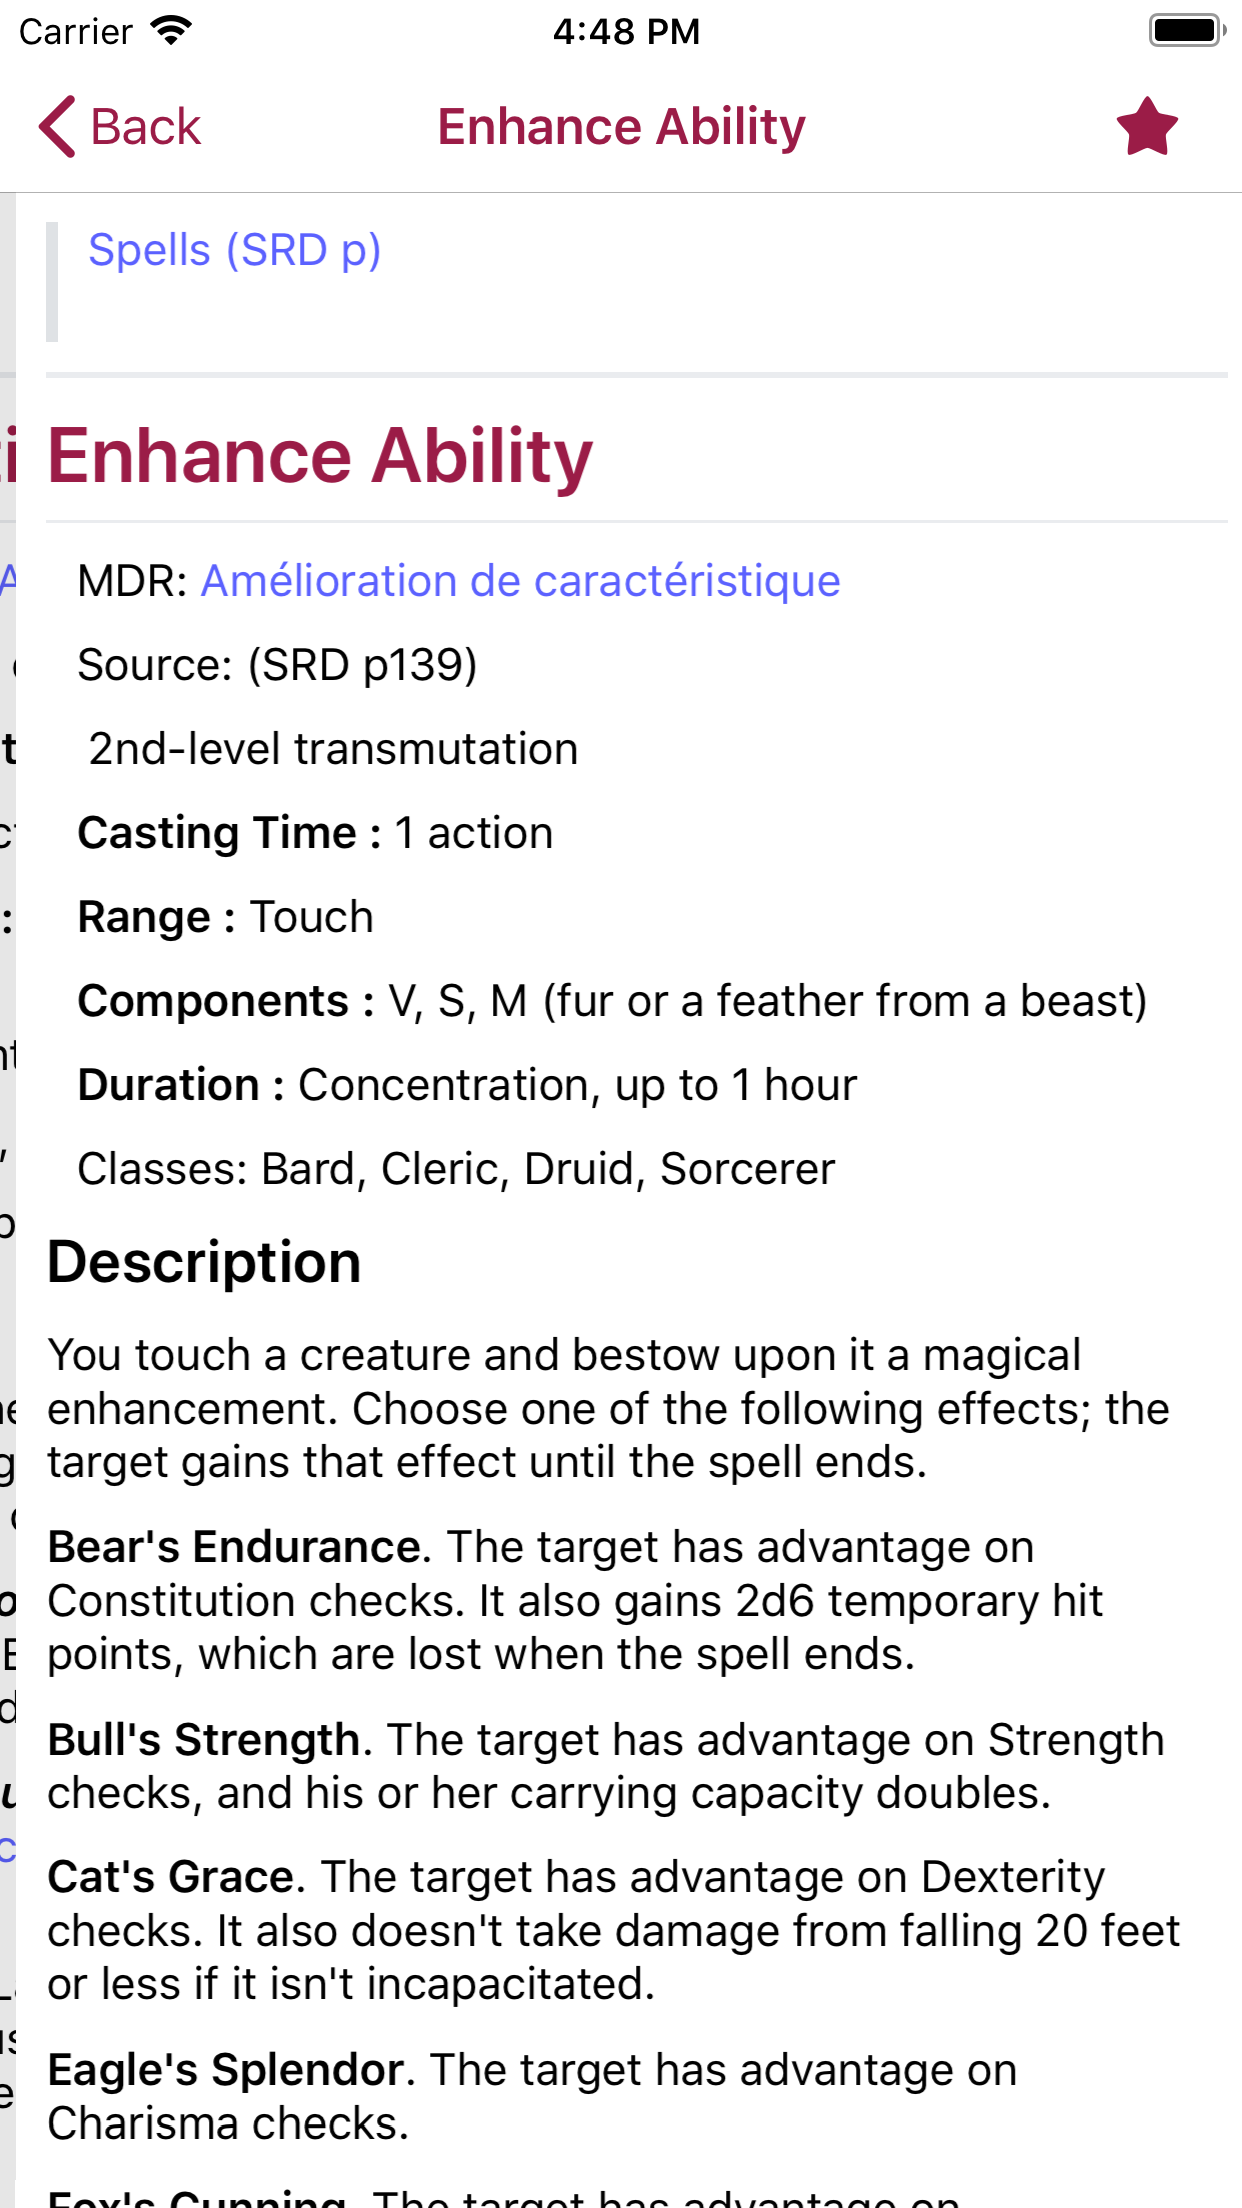 Carrier 4:48 PM
Back Enhance Ability
Spells (SRD p)
Enhance Ability
MDR: Amélioration de caractéristique
Source: (SRD p139)
2nd-level transmutation
Casting Time : 1 action
Range : Touch
Components : V, S, M (fur or a feather from a beast)
Duration : Concentration, up to 1 hour
Classes: Bard, Cleric, Druid, Sorcerer
Description
You touch a creature and bestow upon it a magical
enhancement. Choose one of the following effects; the
target gains that effect until the spell ends.
Bear's Endurance. The target has advantage on
Constitution checks. It also gains 2d6 temporary hit
points, which are lost when the spell ends.
Bull's Strength. The target has advantage on Strength
checks, and his or her carrying capacity doubles.
Cat's Grace. The target has advantage on Dexterity
checks. It also doesn't take damage from falling 20 feet
or less if it isn't incapacitated.
Eagle's Splendor. The target has advantage on
Charisma checks.
Fox's Cunning. The target has advantage on